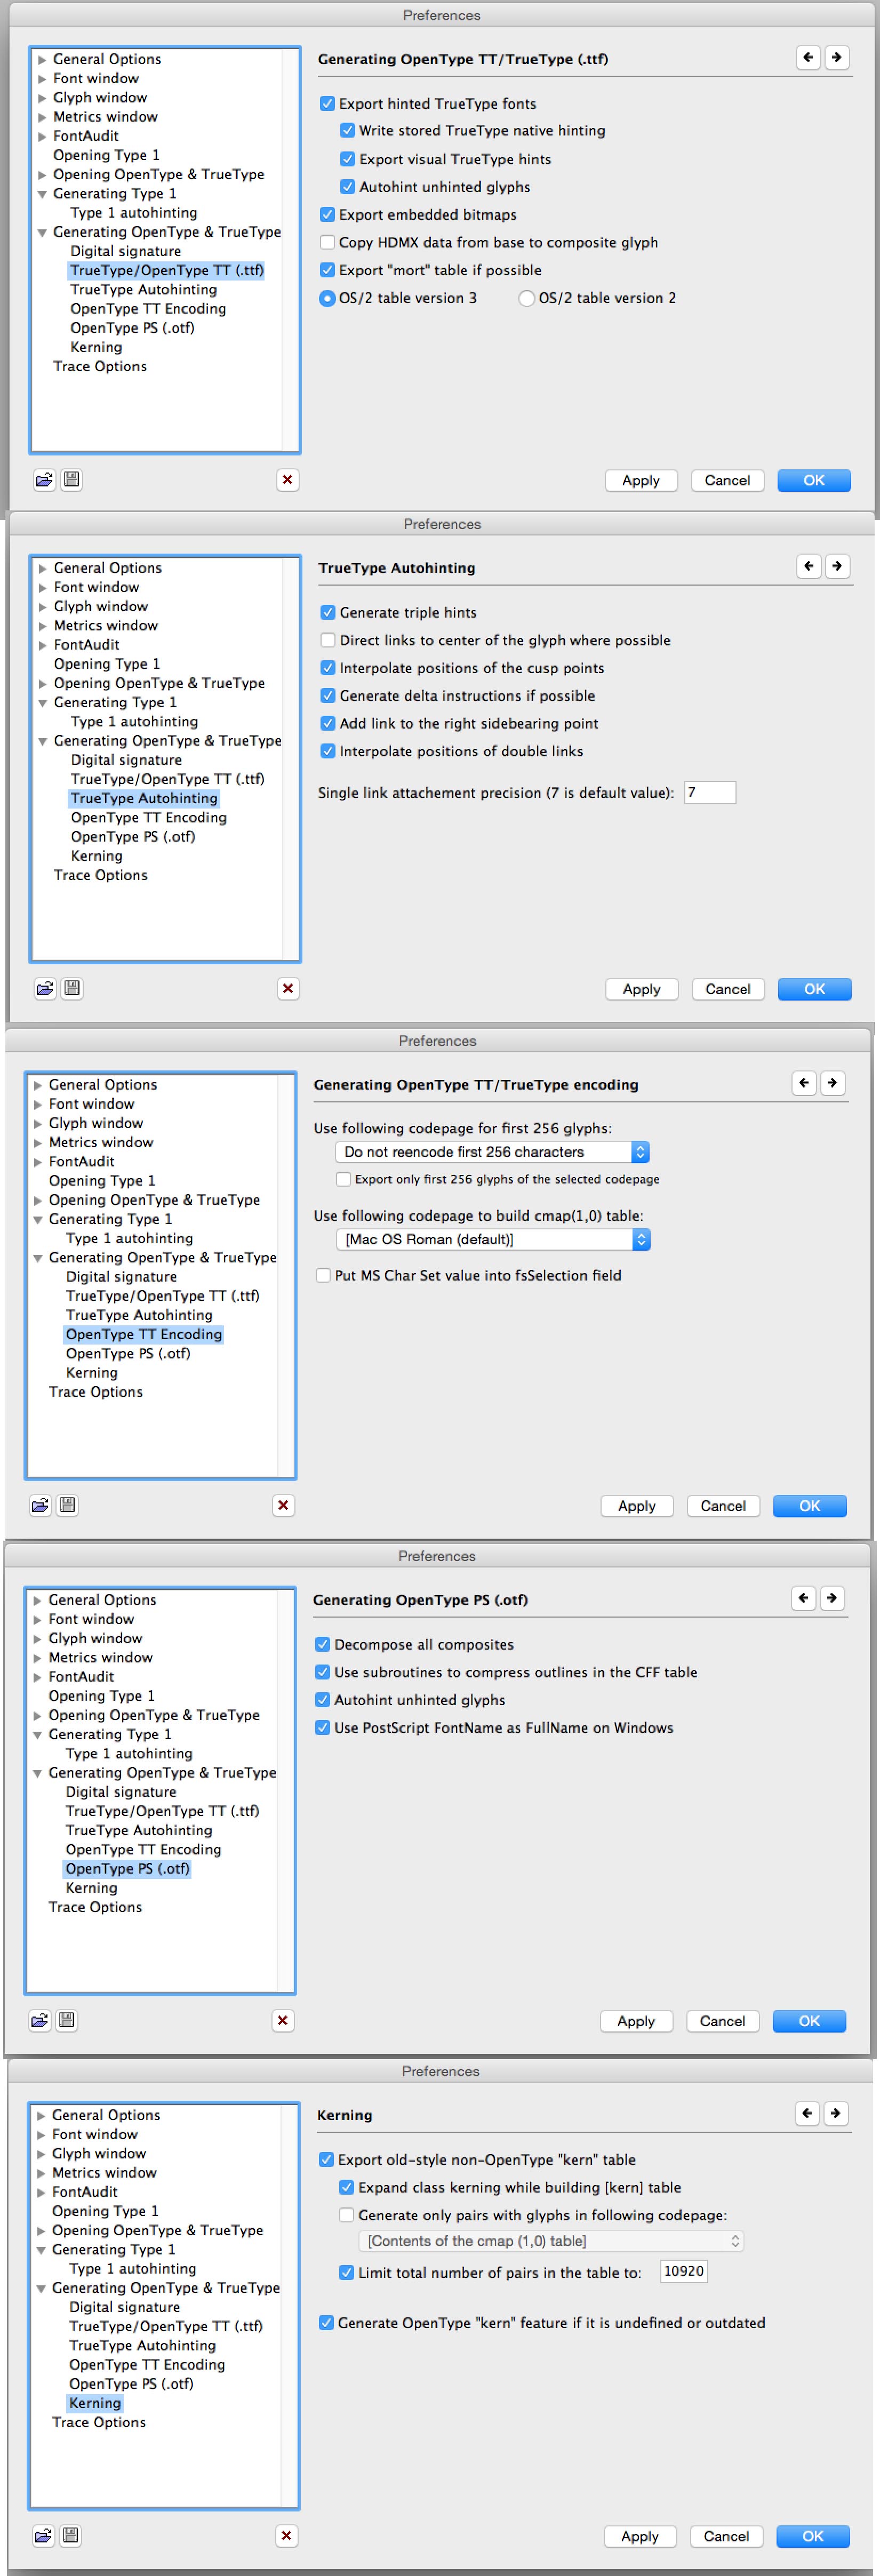 Preferences
General Options
Font window
Glyph window
Metrics window
FontAudit
Opening Type 1
Opening OpenType & TrueType
Generating Type 1
Type 1 autohinting
Generating OpenType & TrueType
Digital signature
TrueType/OpenType TT (.ttf)
TrueType Autohinting
OpenType TT Encoding
OpenType PS (.otf)
Kerning
Trace Options
Generating OpenType TT/TrueType (.ttf)
Export hinted TrueType fonts
Write stored TrueType native hinting
Export visual TrueType hints
Autohint unhinted glyphs
Export embedded bitmaps
Copy HDMX data from base to composite glyph
Export "mort" table if possible
OS/2 table version 3 OS/2 table version 2
Apply Cancel OK
Preferences
General Options
Font window
Glyph window
Metrics window
FontAudit
Opening Type 1
Opening OpenType & TrueType
Generating Type 1
Type 1 autohinting
Generating OpenType & TrueType
Digital signature
TrueType/OpenType TT (.ttf)
TrueType Autohinting
OpenType TT Encoding
OpenType PS (.otf)
Kerning
Trace Options
TrueType Autohinting
Generate triple hints
Direct links to center of the glyph where possible
Interpolate positions of the cusp points
Generate delta instructions if possible
Add link to the right sidebearing point
Interpolate positions of double links
Single link attachement precision (7 is default value): 7
Apply Cancel OK
Preferences
General Options
Font window
Glyph window
Metrics window
FontAudit
Opening Type 1
Opening OpenType & TrueType
Generating Type 1
Type 1 autohinting
Generating OpenType & TrueType
Digital signature
TrueType/OpenType TT (.ttf)
TrueType Autohinting
OpenType TT Encoding
OpenType PS (.otf)
Kerning
Trace Options
Generating OpenType TT/TrueType encoding
Use following codepage for first 256 glyphs:
Do not reencode first 256 characters
Export only first 256 glyphs of the selected codepage
Use following codepage to build cmap(1,0) table:
[Mac OS Roman (default)]
Put MS Char Set value into fsSelection field
Apply Cancel OK
Preferences
General Options
Font window
Glyph window
Metrics window
FontAudit
Opening Type 1
Opening OpenType & TrueType
Generating Type 1
Type 1 autohinting
Generating OpenType & TrueType
Digital signature
TrueType/OpenType TT (.ttf)
TrueType Autohinting
OpenType TT Encoding
OpenType PS (.otf)
Kerning
Trace Options
Generating OpenType PS (.otf)
Decompose all composites
Use subroutines to compress outlines in the CFF table
Autohint unhinted glyphs
Use PostScript FontName as FullName on Windows
Apply Cancel OK
Preferences
General Options
Font window
Glyph window
Metrics window
FontAudit
Opening Type 1
Opening OpenType & TrueType
Generating Type 1
Type 1 autohinting
Generating OpenType & TrueType
Digital signature
TrueType/OpenType TT (.ttf)
TrueType Autohinting
OpenType TT Encoding
OpenType PS (.otf)
Kerning
Trace Options
Kerning
Export old-style non-OpenType "kern" table
Expand class kerning while building [kern] table
Generate only pairs with glyphs in following codepage:
[Contents of the cmap (1,0) table]
Limit total number of pairs in the table to: 10920
Generate OpenType "kern" feature if it is undefined or outdated
Apply Cancel OK